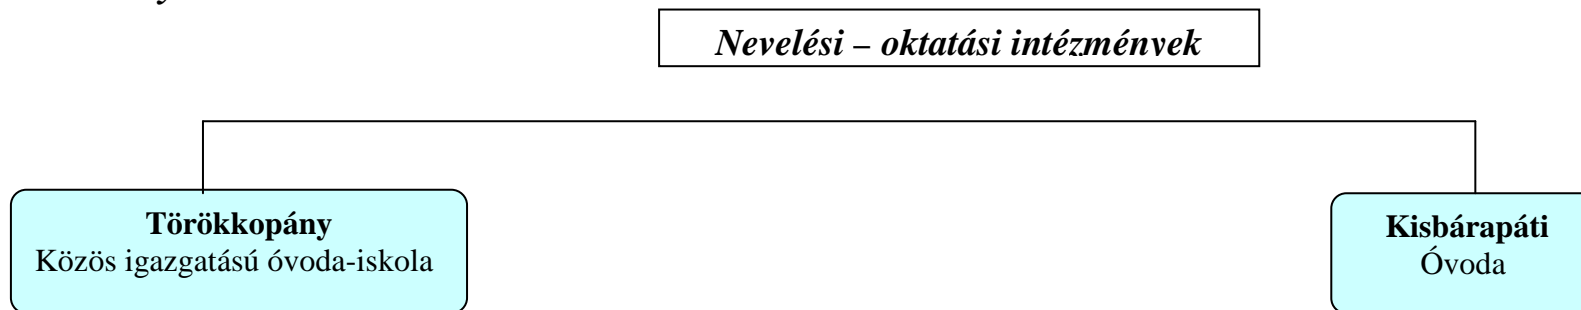 Nevelési – oktatási intézmények
Törökkopány
Közös igazgatású óvoda-iskola
Kisbárapáti
Óvoda